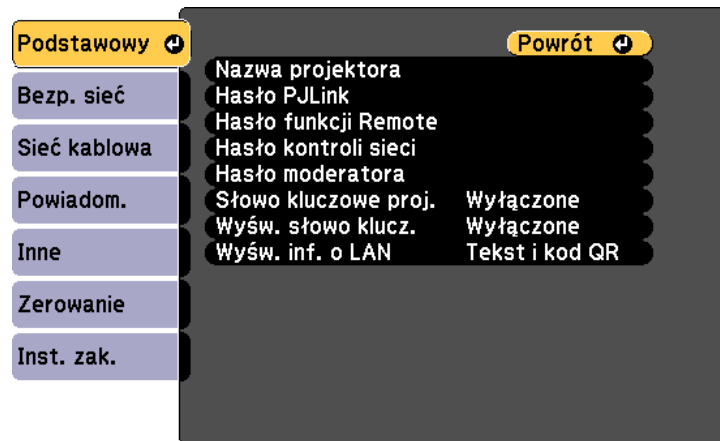 Podstawowy
Bezp. sieć
Sieć kablowa
Powiadom.
Inne
Zerowanie
Inst. zak.
Powrót
Nazwa projektora
Hasło PJLink
Hasło funkcji Remote
Hasło kontroli sieci
Hasło moderatora
Słowo kluczowe proj. Wyłączone
Wyśw. słowo klucz. Wyłączone
Wyśw. inf. o LAN Tekst i kod QR